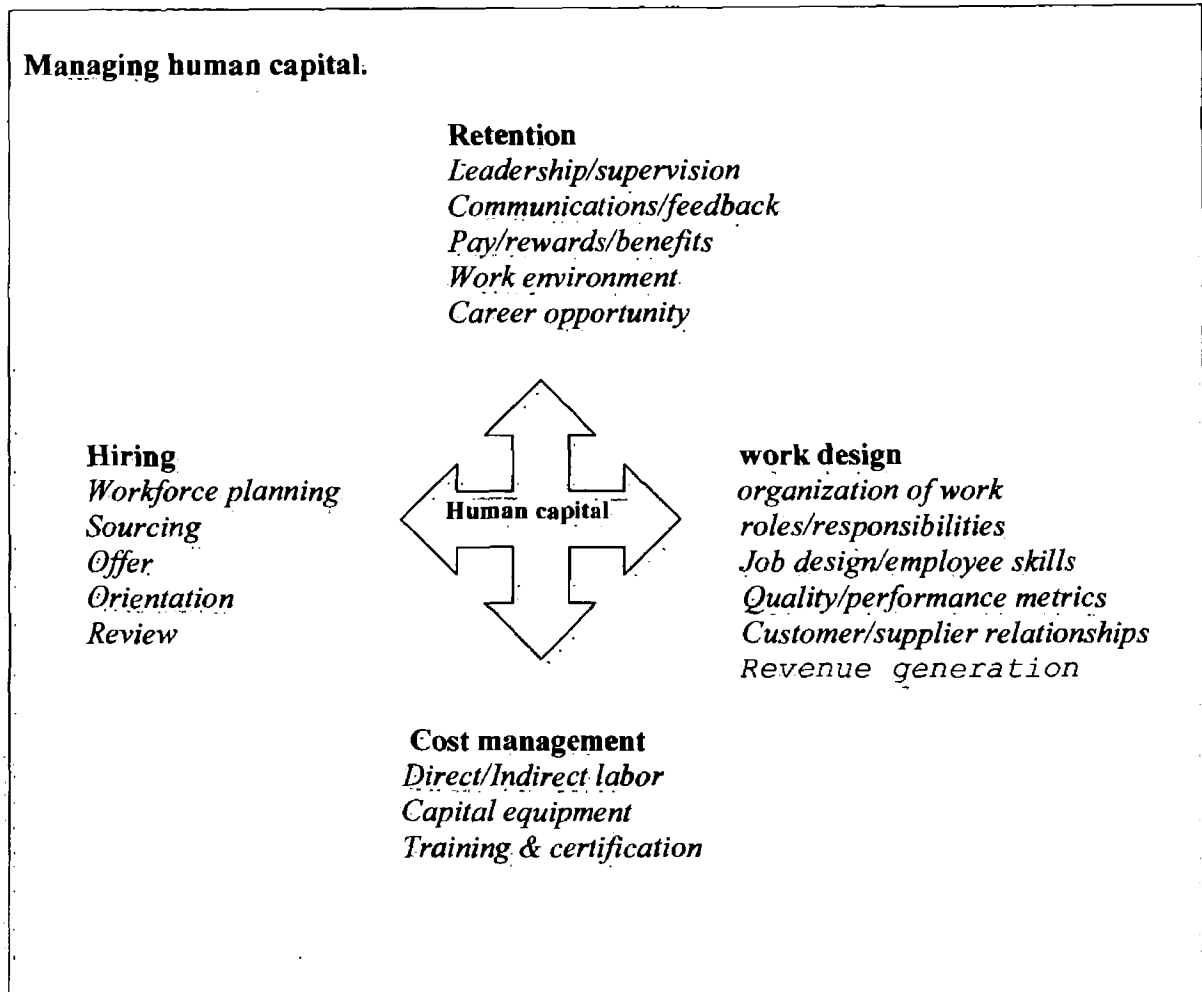 Managing human capital.
Retention
Leadership/supervision
Communications/feedback
Pay/rewards/benefits
Work environment
Career opportunity
Hiring
Workforce planning
Sourcing
Offer
Orientation
Review
Human capital
work design
organization of work
roles/responsibilities
Job design/employee skills
Quality/performance metrics
Customer/supplier relationships
Revenue generation
Cost management
Direct/Indirect labor
Capital equipment
Training & certification